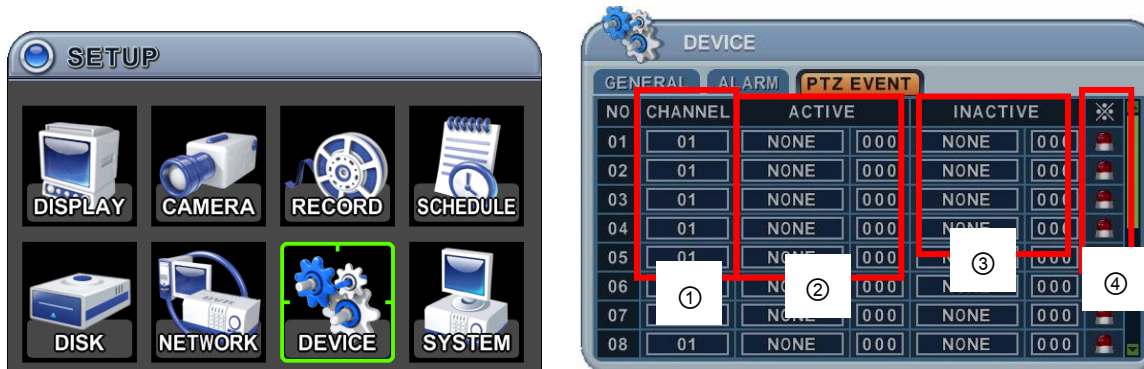 SETUP
DISPLAY CAMERA RECORD SCHEDULE
DISK NETWORK DEVICE SYSTEM
DEVICE
GENERAL ALARM PTZ EVENT
NO CHANNEL ACTIVE INACTIVE ※
01 01 NONE 000 NONE 000
02 01 NONE 000 NONE 000
03 01 NONE 000 NONE 000
04 01 NONE 000 NONE 000
05 01 NONE 000 NONE 000
06 000 000
07 NONE 000 NONE 000
08 01 NONE 000 NONE 000
① ② ③ ④